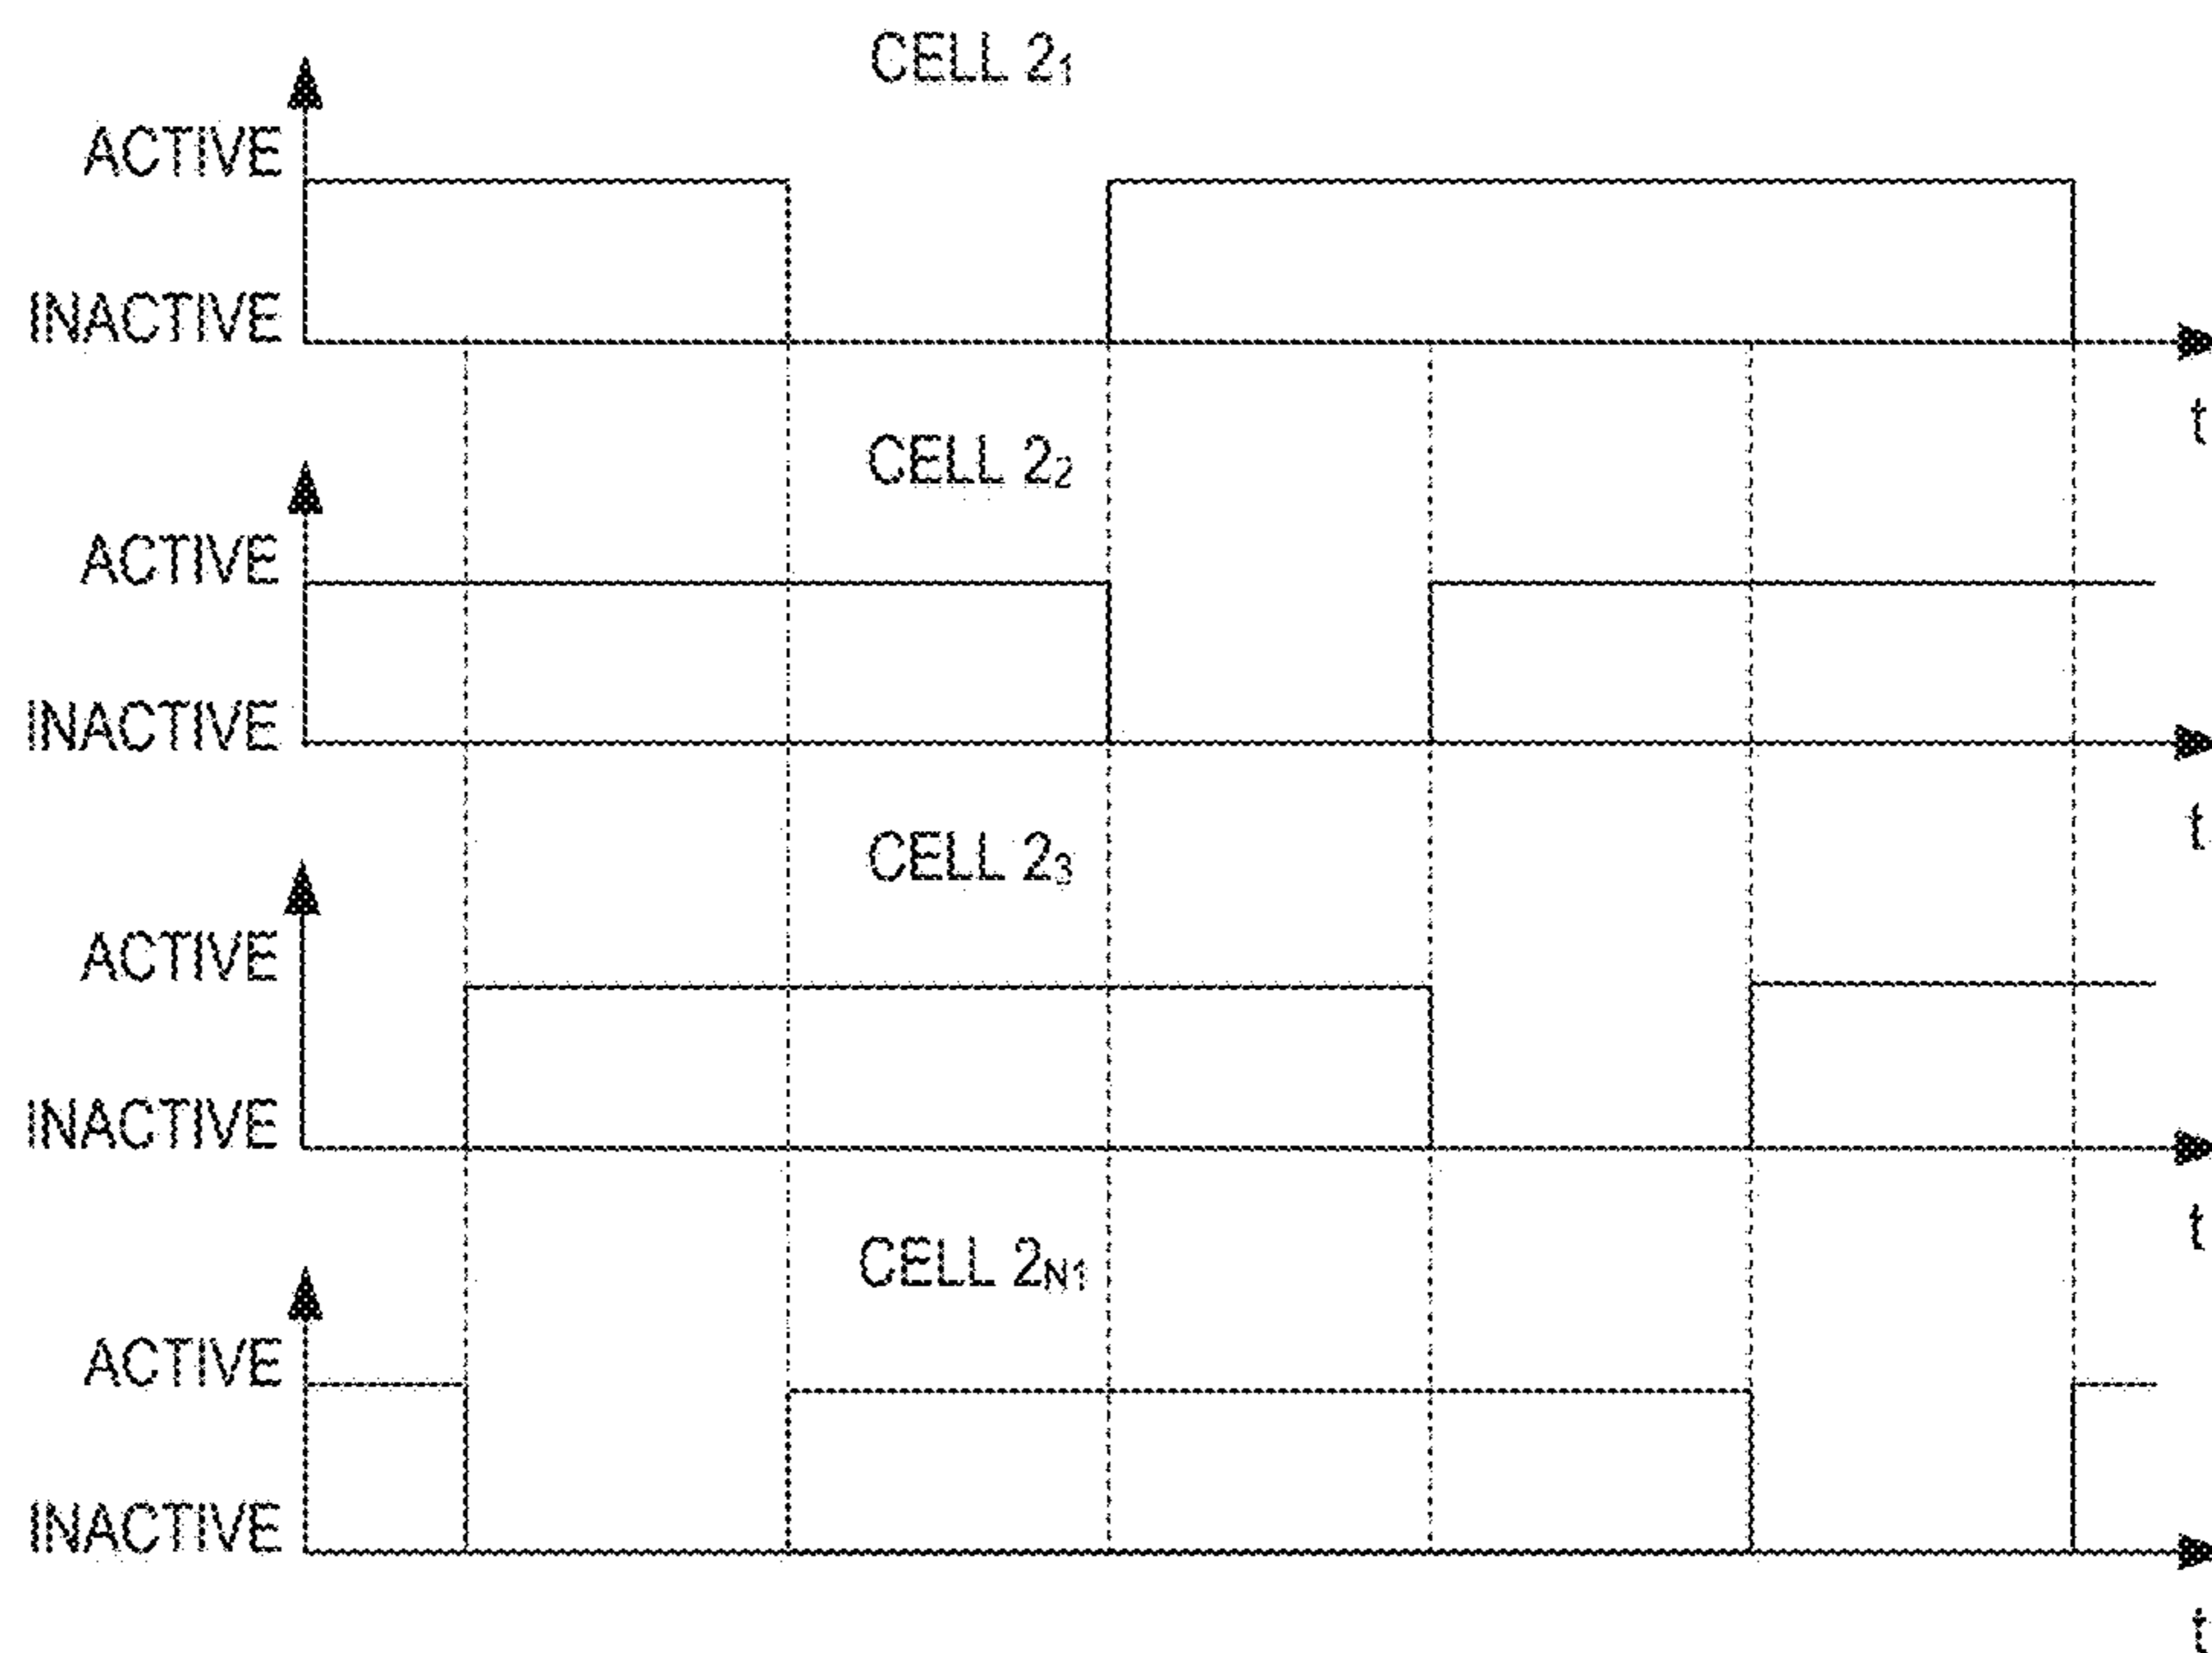 CELL 2₁
ACTIVE
INACTIVE
t
CELL 2₂
ACTIVE
INACTIVE
t
CELL 2₃
ACTIVE
INACTIVE
t
CELL 2N1
ACTIVE
INACTIVE
t